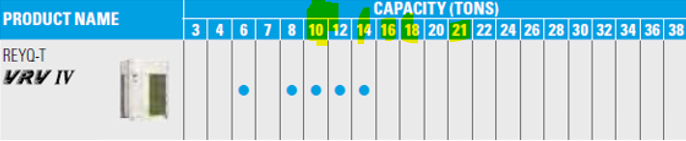 CAPACITY (TONS)
PRODUCT NAME
3 4 6 7 8 10 12 14 16 18 20 21 22 24 26 28 30 32 34 36 38
REYQ-T
VRV IV